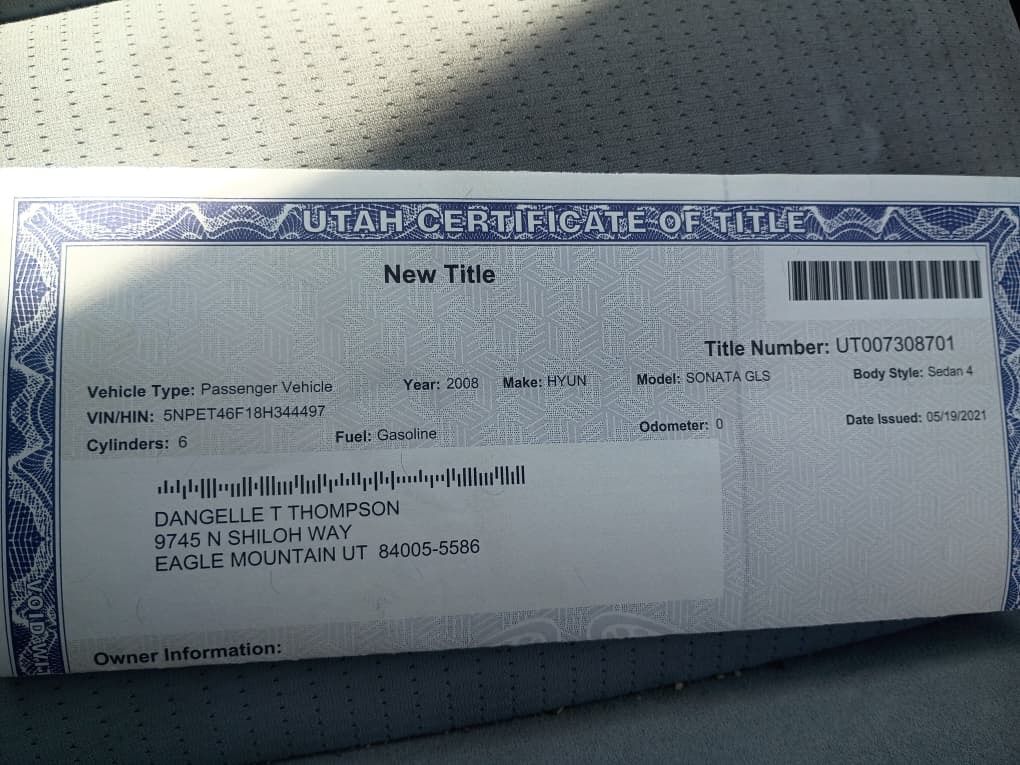 UTAH CERTIFICATE OF TITLE
New Title
Title Number: UT007308701
Vehicle Type: Passenger Vehicle Year: 2008 Make: HYUN Model: SONATA GLS Body Style: Sedan 4
VIN/HIN: 5NPET46F18H344497
Cylinders: 6 Fuel: Gasoline Odometer: 0 Date Issued: 05/19/2021
DANGELLE T THOMPSON
9745 N SHILOH WAY
EAGLE MOUNTAIN UT 84005-5586
Owner Information:
VOID